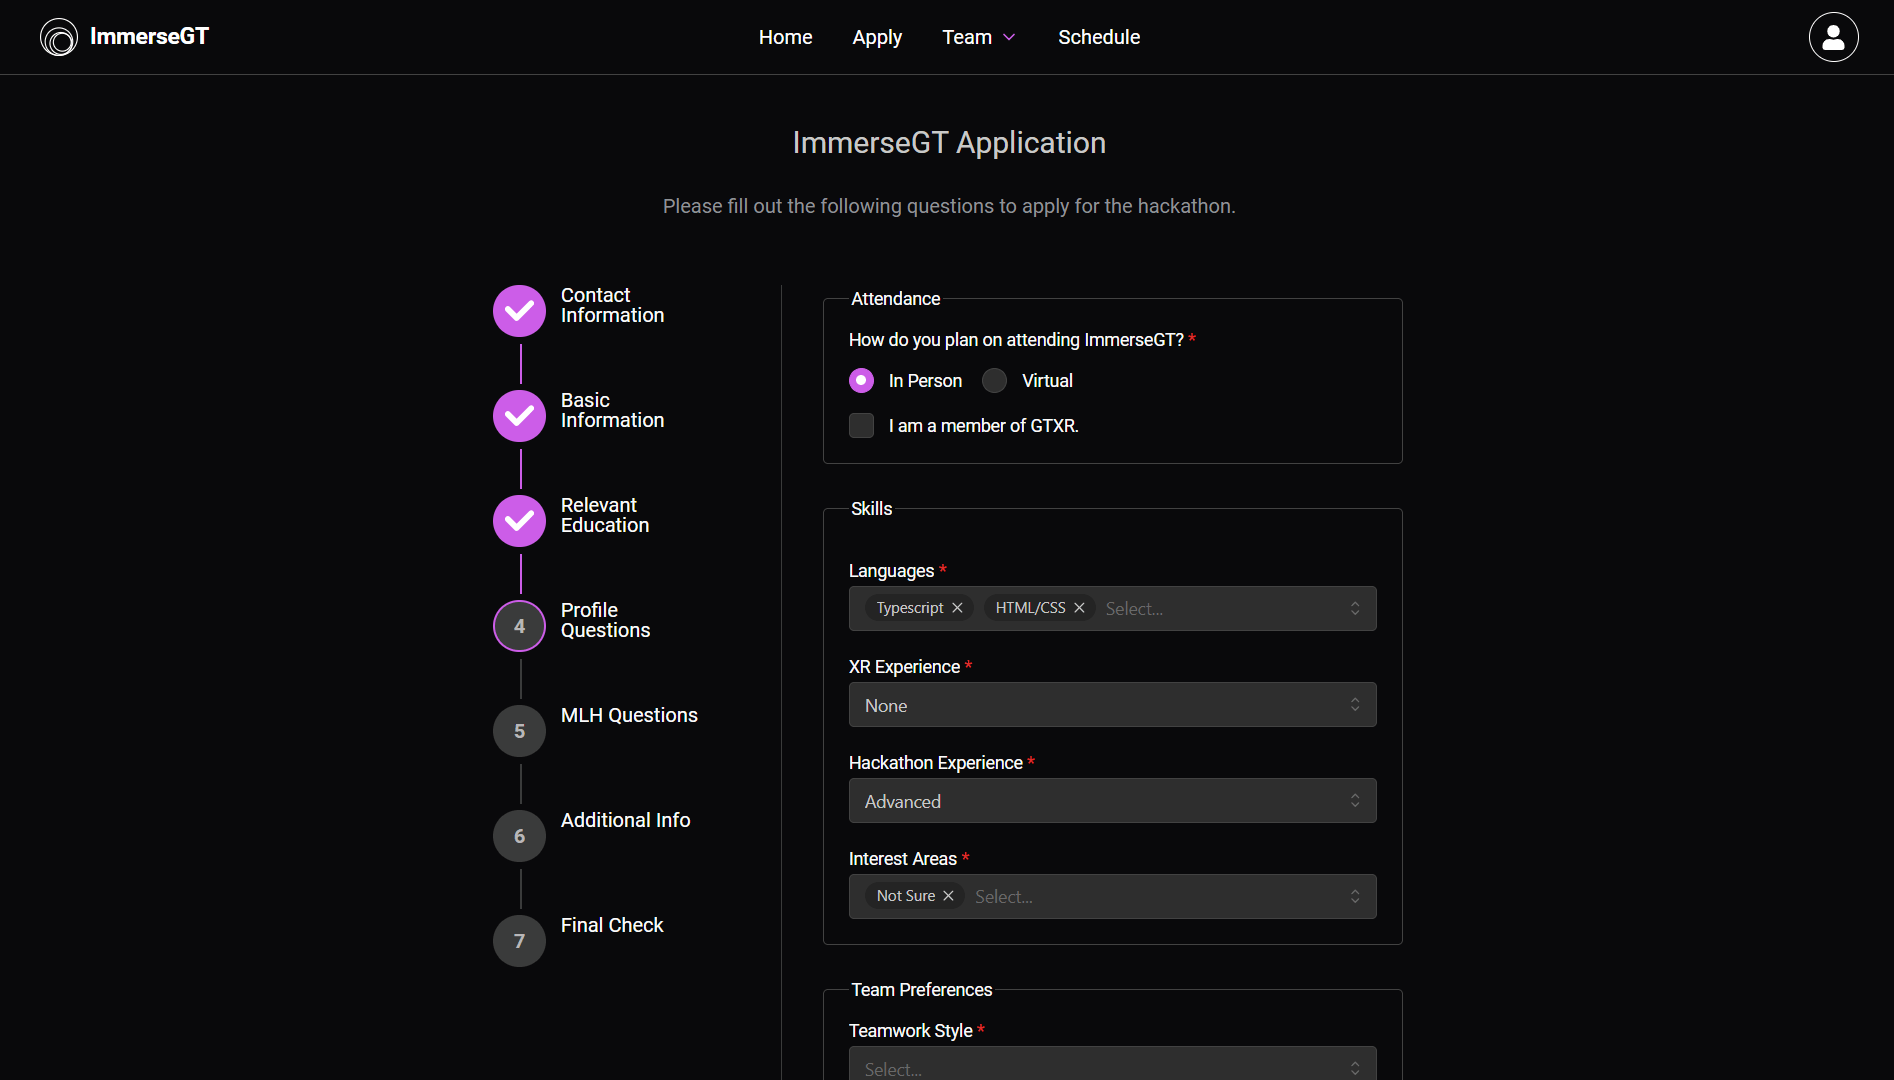 ImmerseGT
Home
Apply
Team
Schedule
ImmerseGT Application
Please fill out the following questions to apply for the hackathon.
Contact
Information
Basic
Information
Relevant
Education
4
Profile
Questions
5
MLH Questions
6
Additional Info
7
Final Check
Attendance
How do you plan on attending ImmerseGT? *
In Person
Virtual
I am a member of GTXR.
Skills
Languages *
Typescript
HTML/CSS
Select...
XR Experience *
None
Hackathon Experience *
Advanced
Interest Areas *
Not Sure
Select...
Team Preferences
Teamwork Style *
Select...